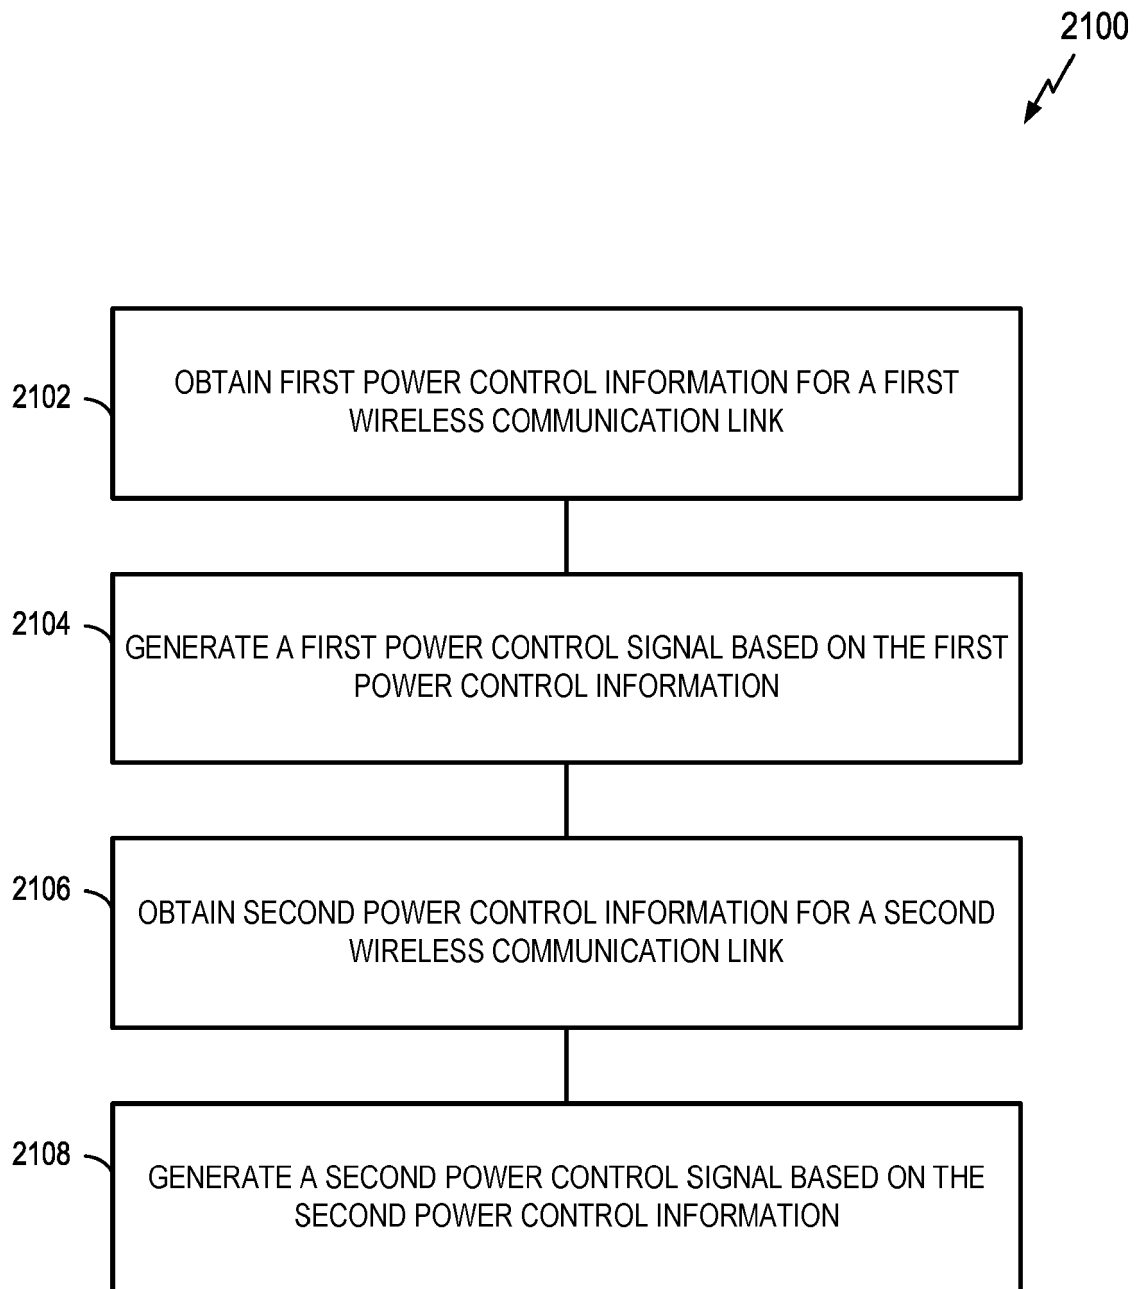 2100
2102
OBTAIN FIRST POWER CONTROL INFORMATION FOR A FIRST
WIRELESS COMMUNICATION LINK
2104
GENERATE A FIRST POWER CONTROL SIGNAL BASED ON THE FIRST
POWER CONTROL INFORMATION
2106
OBTAIN SECOND POWER CONTROL INFORMATION FOR A SECOND
WIRELESS COMMUNICATION LINK
2108
GENERATE A SECOND POWER CONTROL SIGNAL BASED ON THE
SECOND POWER CONTROL INFORMATION